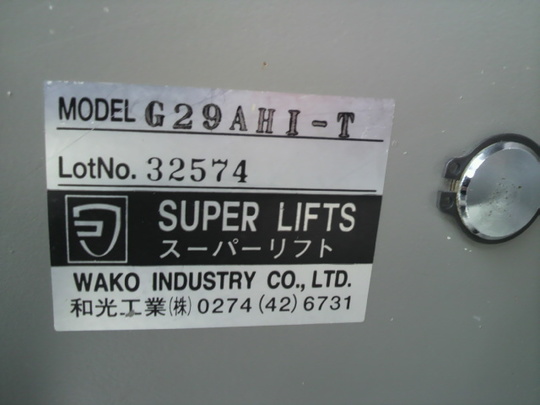 MODEL G29AHI-T
LotNo. 32574
SUPER LIFTS
スーパーリフト
WAKO INDUSTRY CO., LTD.
和光工業(株) 0274 (42) 6731